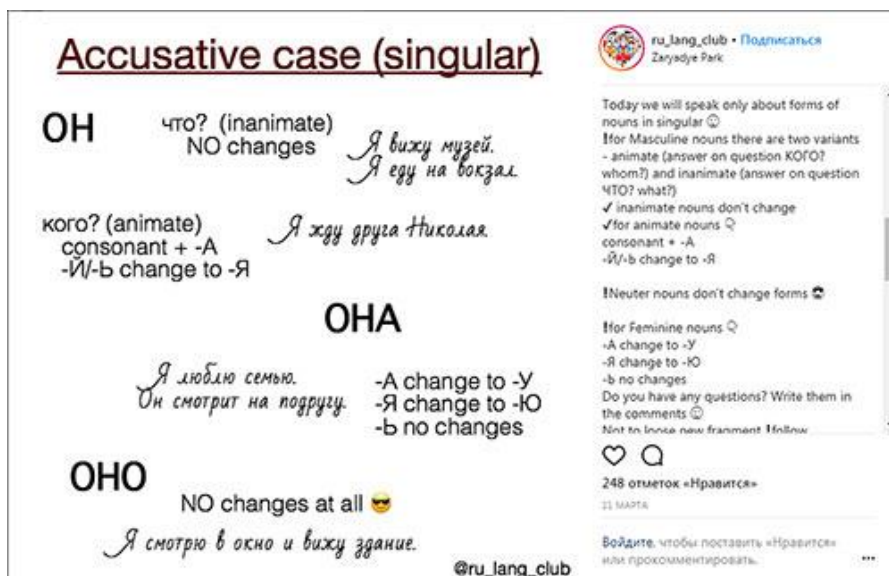 Accusative case (singular)
ОН
что? (inanimate)
NO changes
Я вижу музей.
Я еду на вокзал.
кого? (animate)
consonant + -А
-Й/-Ь change to -Я
Я жду друга Николая.
ОНА
Я люблю семью.
Он смотрит на подругу.
-А change to -У
-Я change to -Ю
-Ь no changes
ОНО
NO changes at all 😎
Я смотрю в окно и вижу здание.
@ru_lang_club
ru_lang_club • Подписаться
Zaryadye Park
Today we will speak only about forms of
nouns in singular
❗for Masculine nouns there are two variants
- animate (answer on question КОГО?
whom?) and inanimate (answer on question
ЧТО? what?)
✓ inanimate nouns don't change
✓for animate nouns
consonant + -А
-Й/-Ь change to -Я
❗Neuter nouns don't change forms 😎
❗for Feminine nouns
-А change to -У
-Я change to -Ю
-ь no changes
Do you have any questions? Write them in
the comments
Not to loose new fragment ❗follow
248 отметок «Нравится»
21 МАРТА
Войдите, чтобы поставить «Нравится»
или прокомментировать.